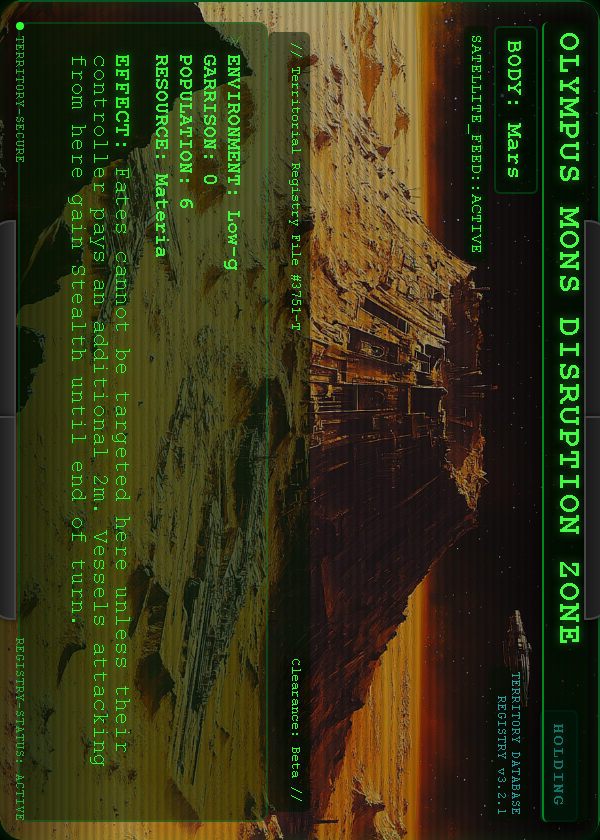 OLYMPUS MONS DISRUPTION ZONE
HOLDING
BODY: Mars
TERRITORY DATABASE
REGISTRY v3.2.1
SATELLITE_FEED::ACTIVE
// Territorial Registry File #3751-T
Clearance: Beta //
ENVIRONMENT: Low-g
GARRISON: 0
POPULATION: 6
RESOURCE: Materia
EFFECT: Fates cannot be targeted here unless their
controller pays an additional 2m. Vessels attacking
from here gain Stealth until end of turn.
TERRITORY-SECURE
REGISTRY-STATUS: ACTIVE